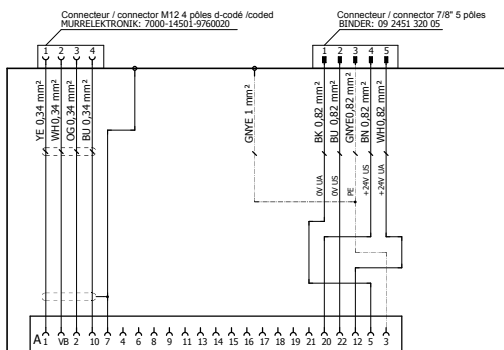 Connecteur / connector M12 4 pôles d-codé /coded
MURRELEKTRONIK: 7000-14501-9760020
Connecteur / connector 7/8" 5 pôles
BINDER: 09 2451 320 05
1 2 3 4
1 2 3 4 5
YE 0,34 mm²
WH 0,34 mm²
OG 0,34 mm²
BU 0,34 mm²
GNYE 1 mm²
BK 0,82 mm²
BU 0,82 mm²
GNYE 0,82 mm²
BN 0,82 mm²
WH 0,82 mm²
0V UA
0V US
PE
+24V US
+24V UA
A
1 VB 2 10 7 4 6 8 9 11 13 14 15 16 17 18 19 21 20 22 12 5 3